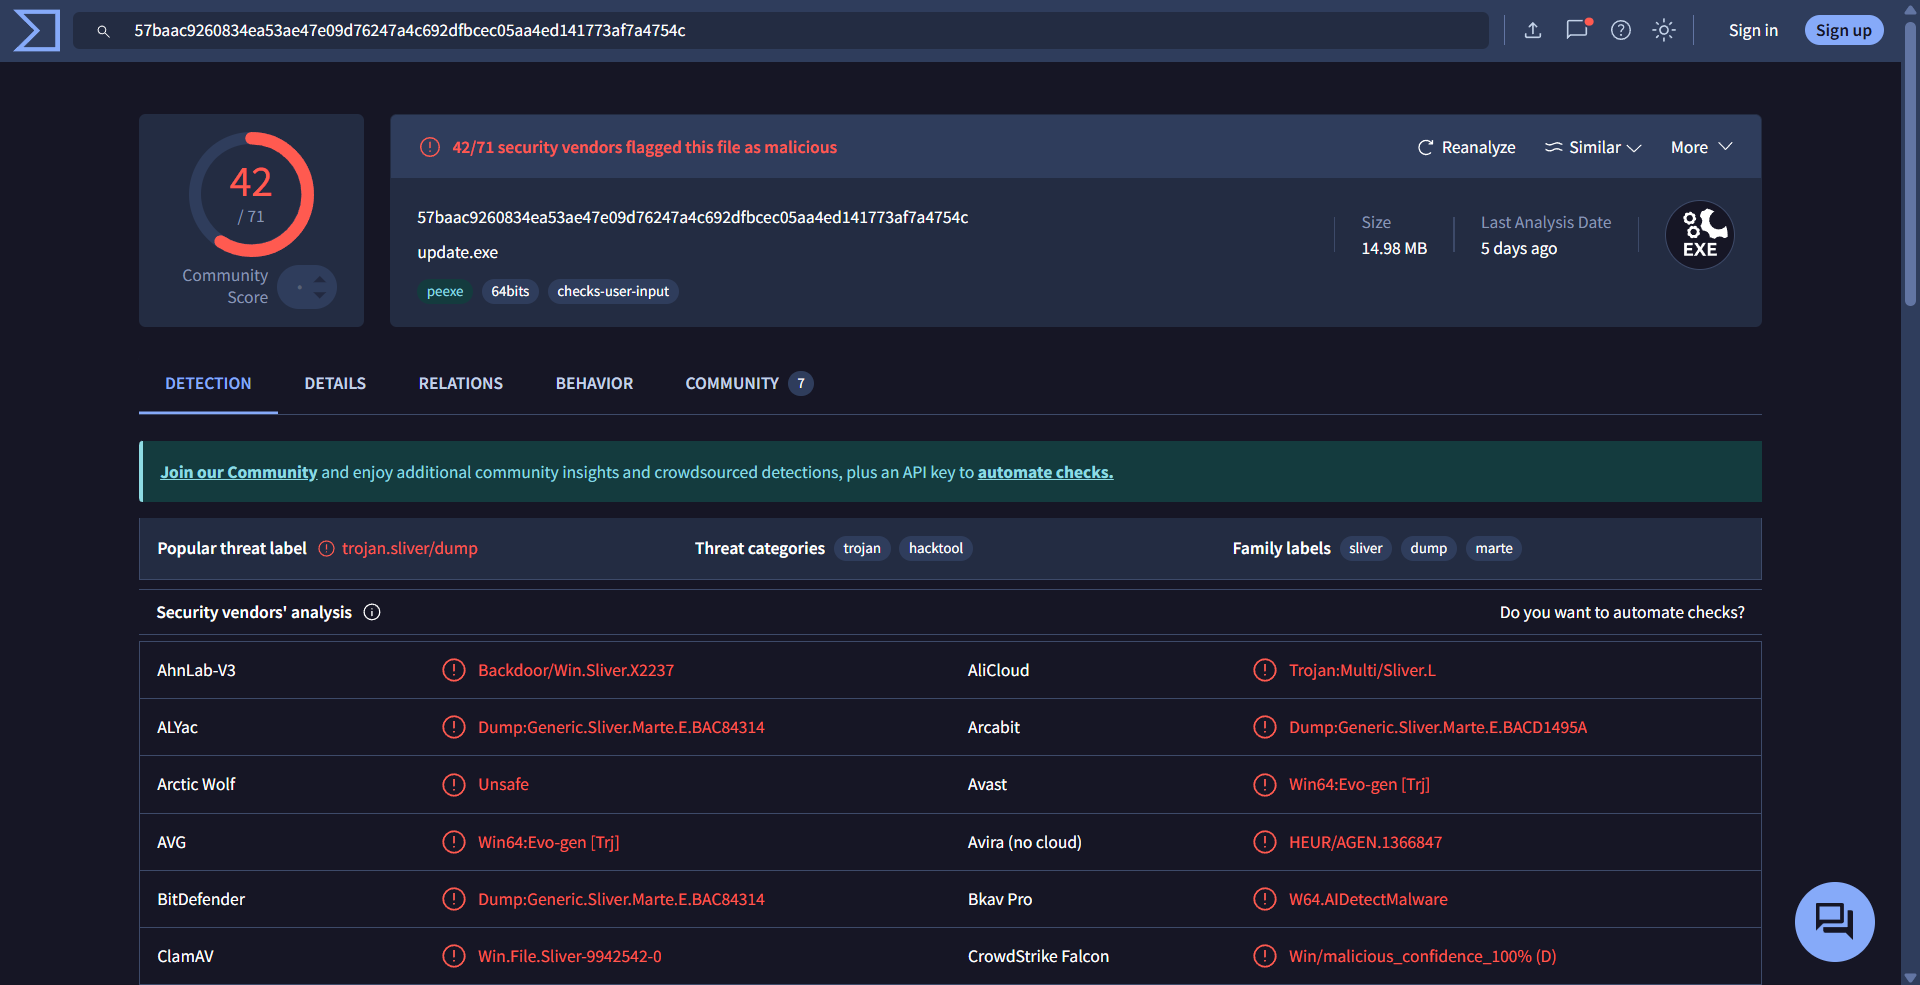 57baac9260834ea53ae47e09d76247a4c692dfbcec05aa4ed141773af7a4754c
Sign in
Sign up
42
/ 71
Community
Score
42/71 security vendors flagged this file as malicious
Reanalyze
Similar
More
57baac9260834ea53ae47e09d76247a4c692dfbcec05aa4ed141773af7a4754c
update.exe
peexe
64bits
checks-user-input
Size
14.98 MB
Last Analysis Date
5 days ago
EXE
DETECTION
DETAILS
RELATIONS
BEHAVIOR
COMMUNITY 7
Join our Community and enjoy additional community insights and crowdsourced detections, plus an API key to automate checks.
Popular threat label trojan.sliver/dump
Threat categories trojan hacktool
Family labels sliver dump marte
Security vendors' analysis
Do you want to automate checks?
AhnLab-V3 Backdoor/Win.Sliver.X2237 AliCloud Trojan:Multi/Sliver.L
ALYac Dump:Generic.Sliver.Marte.E.BAC84314 Arcabit Dump:Generic.Sliver.Marte.E.BACD1495A
Arctic Wolf Unsafe Avast Win64:Evo-gen [Trj]
AVG Win64:Evo-gen [Trj] Avira (no cloud) HEUR/AGEN.1366847
BitDefender Dump:Generic.Sliver.Marte.E.BAC84314 Bkav Pro W64.AIDetectMalware
ClamAV Win.File.Sliver-9942542-0 CrowdStrike Falcon Win/malicious_confidence_100% (D)